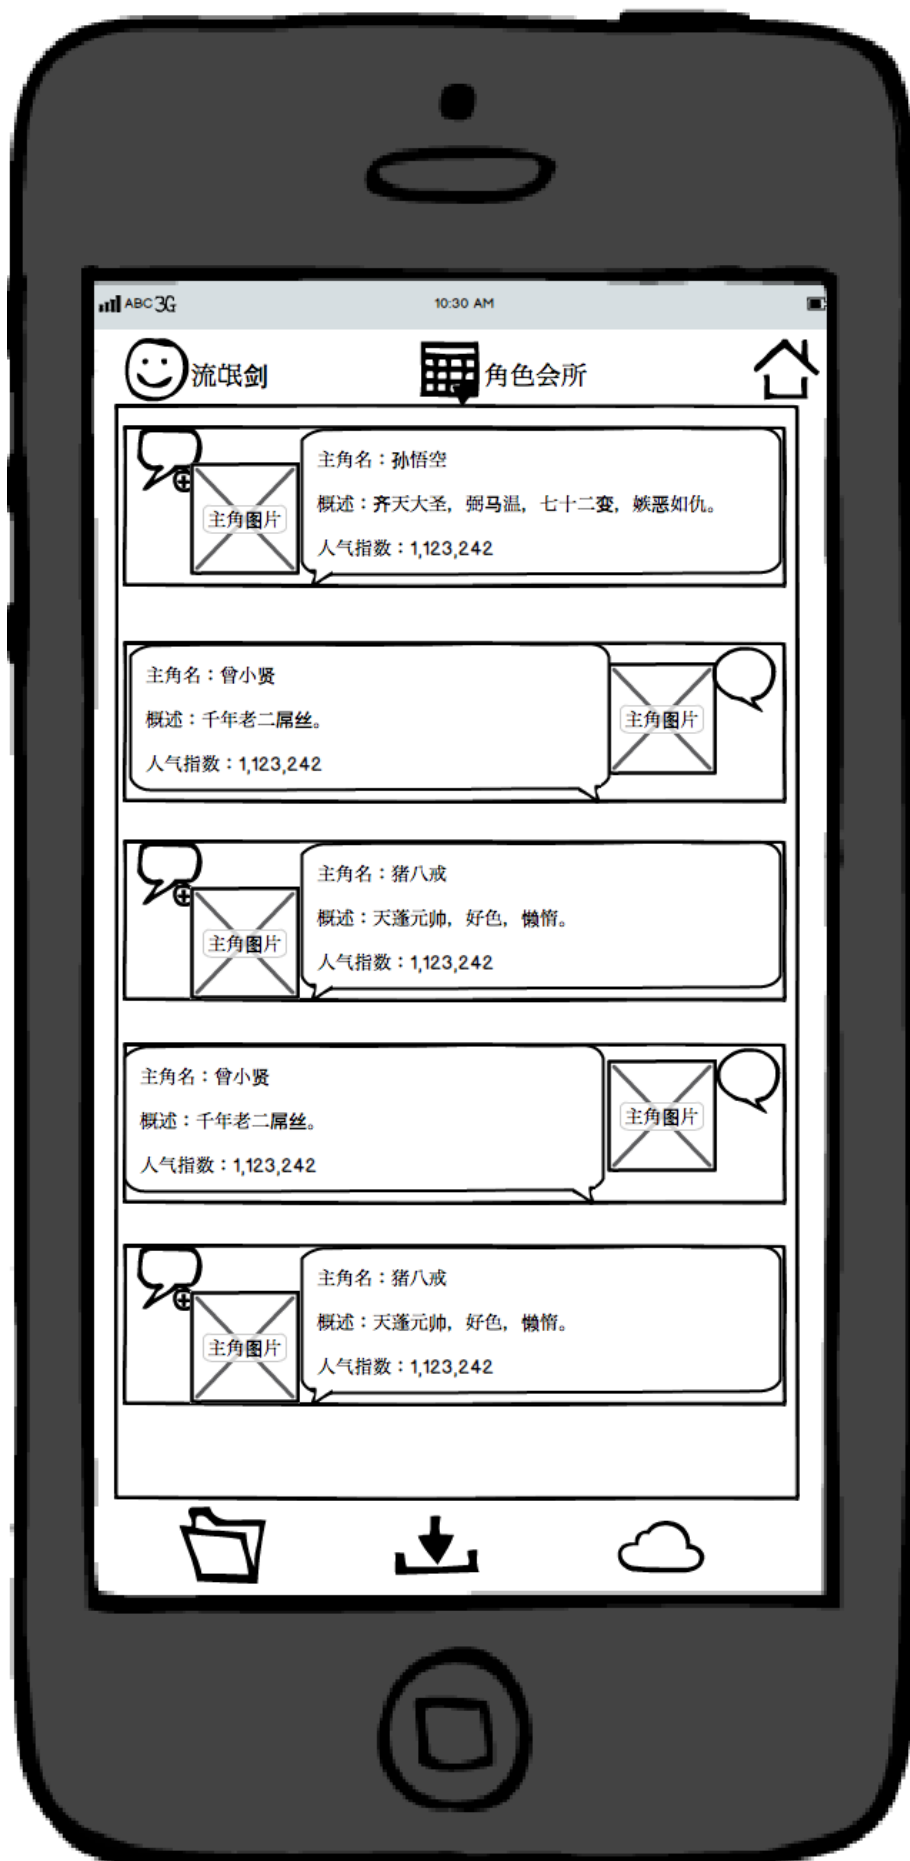 ABC 3G 10:30 AM
流氓剑 角色会所
主角图片
主角名：孙悟空
概述：齐天大圣，弼马温，七十二变，嫉恶如仇。
人气指数：1,123,242
主角名：曾小贤
概述：千年老二屌丝。
人气指数：1,123,242
主角图片
主角图片
主角名：猪八戒
概述：天蓬元帅，好色，懒惰。
人气指数：1,123,242
主角名：曾小贤
概述：千年老二屌丝。
人气指数：1,123,242
主角图片
主角图片
主角名：猪八戒
概述：天蓬元帅，好色，懒惰。
人气指数：1,123,242